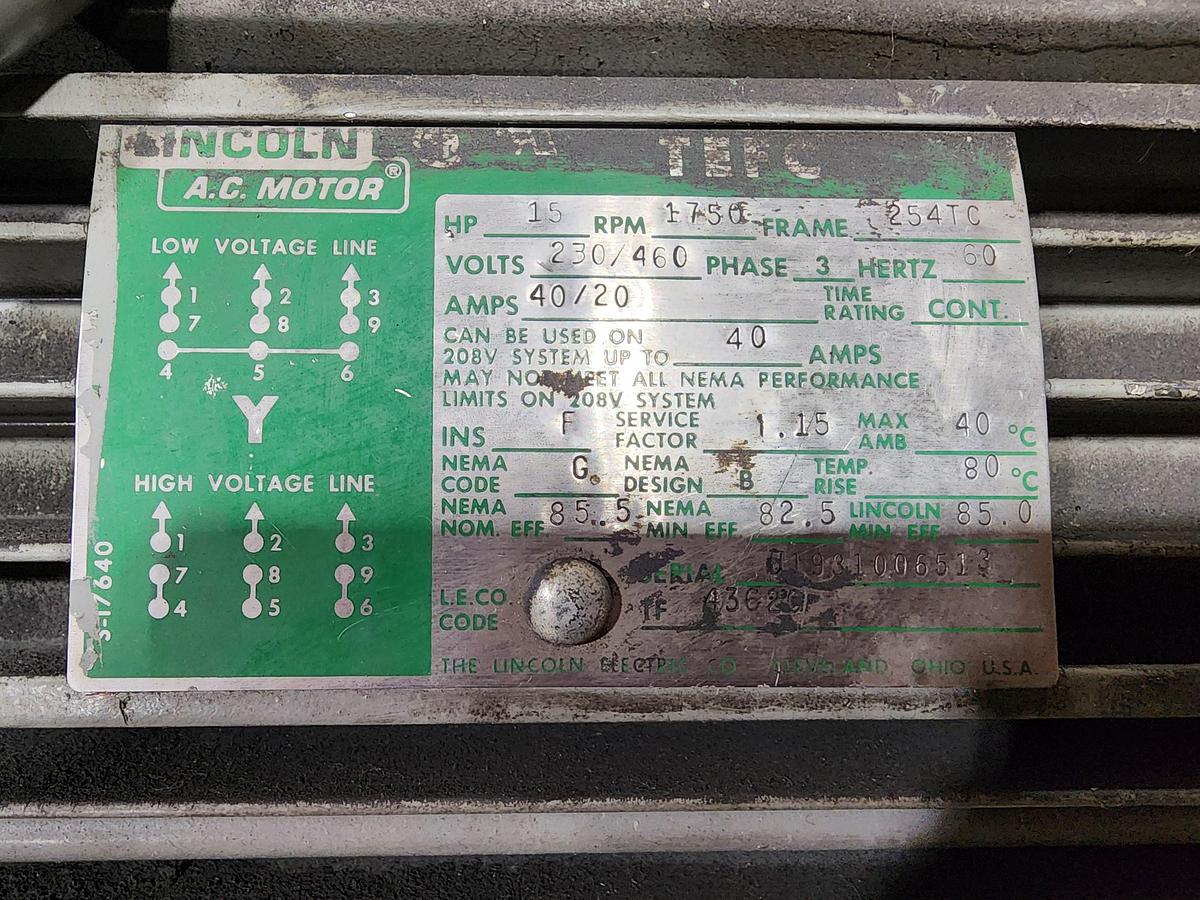 LINCOLN
A.C. MOTOR®
TEFC
LOW VOLTAGE LINE
1 2 3
7 8 9
4 5 6
Y
HIGH VOLTAGE LINE
1 2 3
7 8 9
4 5 6
S-17640
HP 15 RPM 1750 FRAME 254TC
VOLTS 230/460 PHASE 3 HERTZ 60
AMPS 40/20 TIME RATING CONT.
CAN BE USED ON
208V SYSTEM UP TO 40 AMPS
MAY NOT MEET ALL NEMA PERFORMANCE
LIMITS ON 208V SYSTEM
INS F SERVICE FACTOR 1.15 MAX AMB 40 °C
NEMA CODE G NEMA DESIGN B TEMP. RISE 80 °C
NEMA NOM. EFF 85.5 NEMA MIN EFF. 82.5 LINCOLN MIN EFF 85.0
SERIAL
L.E.CO CODE TF
THE LINCOLN ELECTRIC CO. CLEVELAND, OHIO U.S.A.